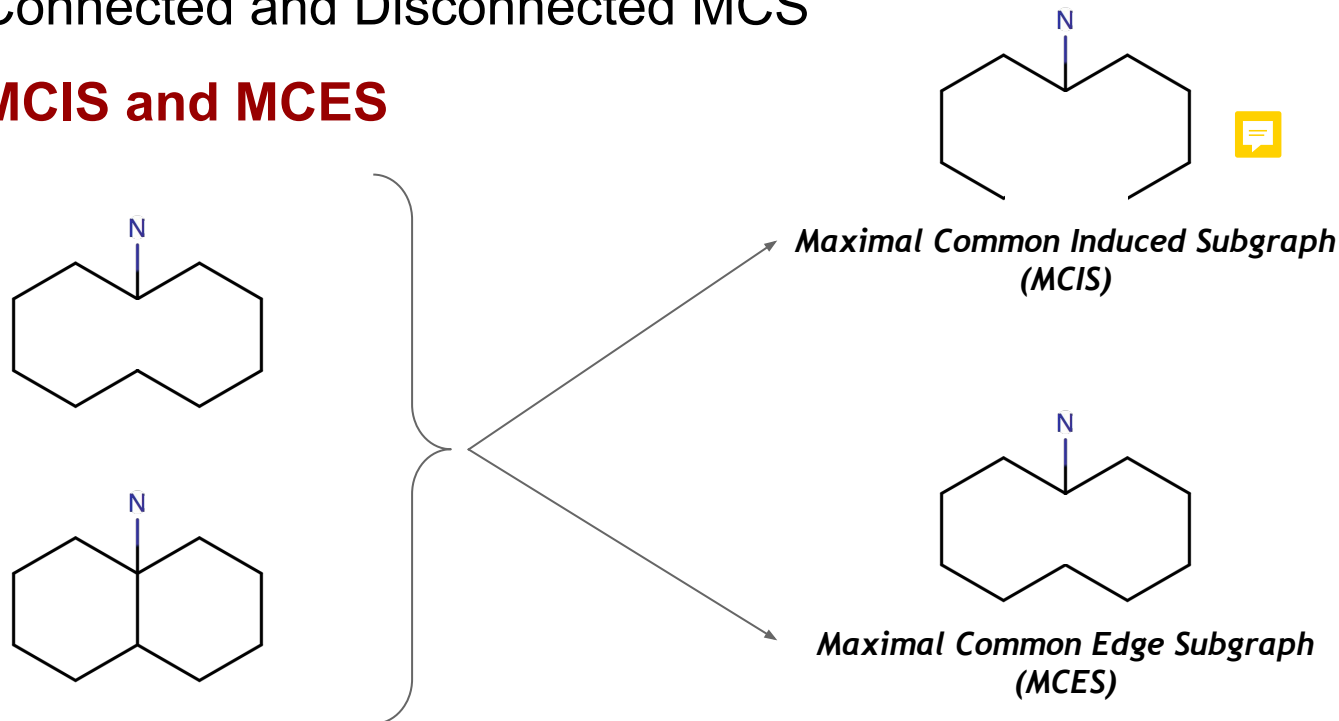 Connected and Disconnected MCS
MCIS and MCES
N
Maximal Common Induced Subgraph
(MCIS)
N
N
Maximal Common Edge Subgraph
(MCES)
N